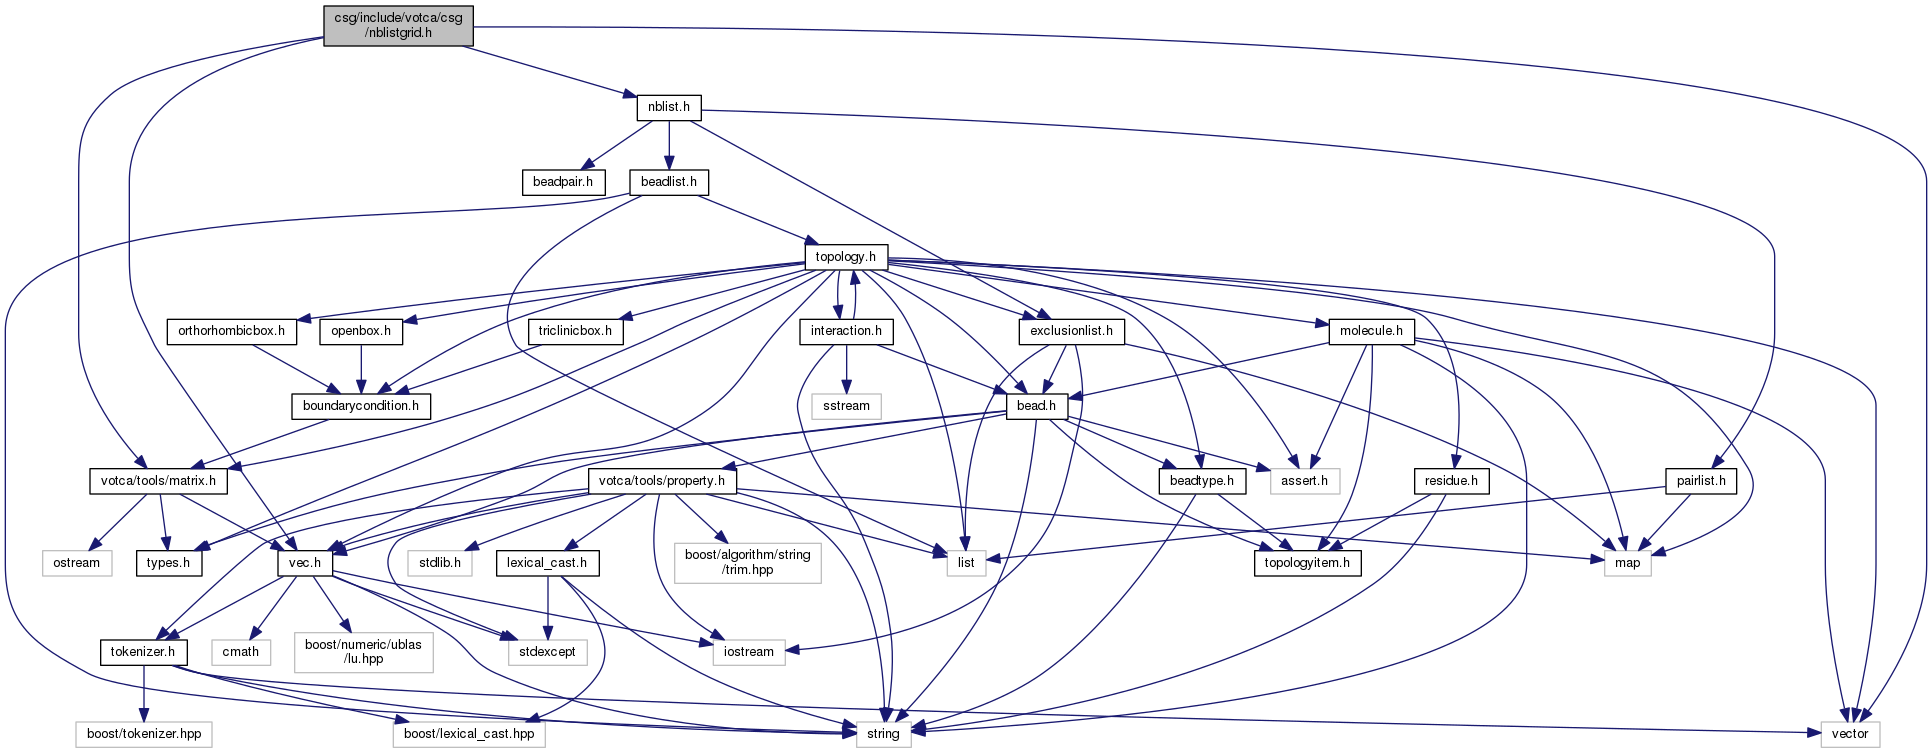 csg/include/votca/csg
/nblistgrid.h
nblist.h
beadpair.h
beadlist.h
topology.h
orthorhombicbox.h
openbox.h
triclinicbox.h
interaction.h
exclusionlist.h
molecule.h
boundarycondition.h
sstream
bead.h
votca/tools/matrix.h
votca/tools/property.h
beadtype.h
assert.h
residue.h
pairlist.h
ostream
types.h
vec.h
stdlib.h
lexical_cast.h
boost/algorithm/string
/trim.hpp
list
topologyitem.h
map
tokenizer.h
cmath
boost/numeric/ublas
/lu.hpp
stdexcept
iostream
boost/tokenizer.hpp
boost/lexical_cast.hpp
string
vector